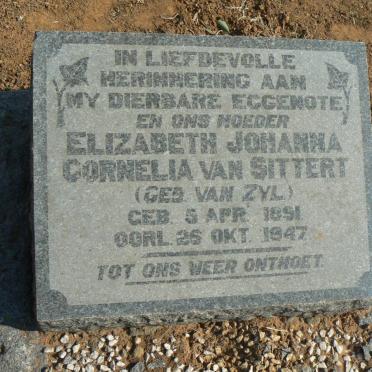 IN LIEFDEVOLLE
HERINNERING AAN
MY DIERBARE EGGENOTE
EN ONS MOEDER
ELIZABETH JOHANNA
CORNELIA VAN SITTERT
(GEB. VAN ZYL)
GEB. 5 APR. 1891
OORL. 26 OKT. 1947
TOT ONS WEER ONTMOET.